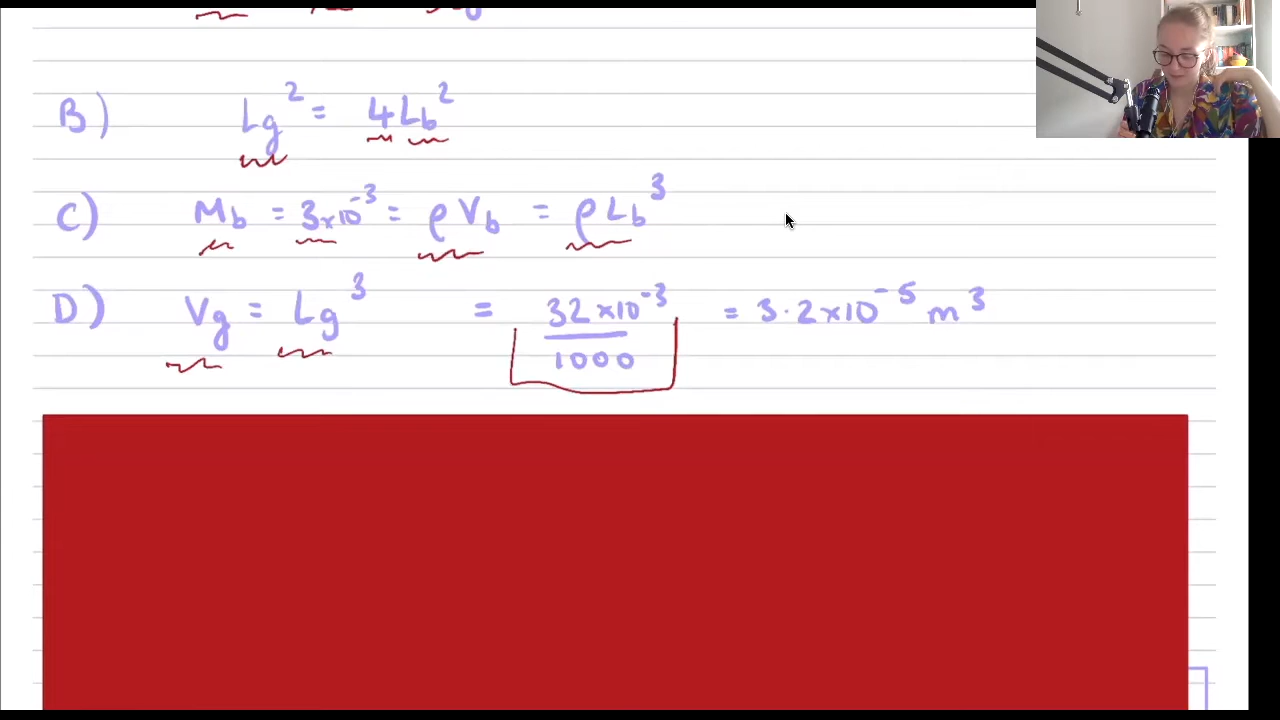 B) Lg² = 4Lb²
C) Mb = 3×10⁻³ = ρVb = ρLb³
D) Vg = Lg³ = 32×10⁻³/1000 = 3.2×10⁻⁵ m³